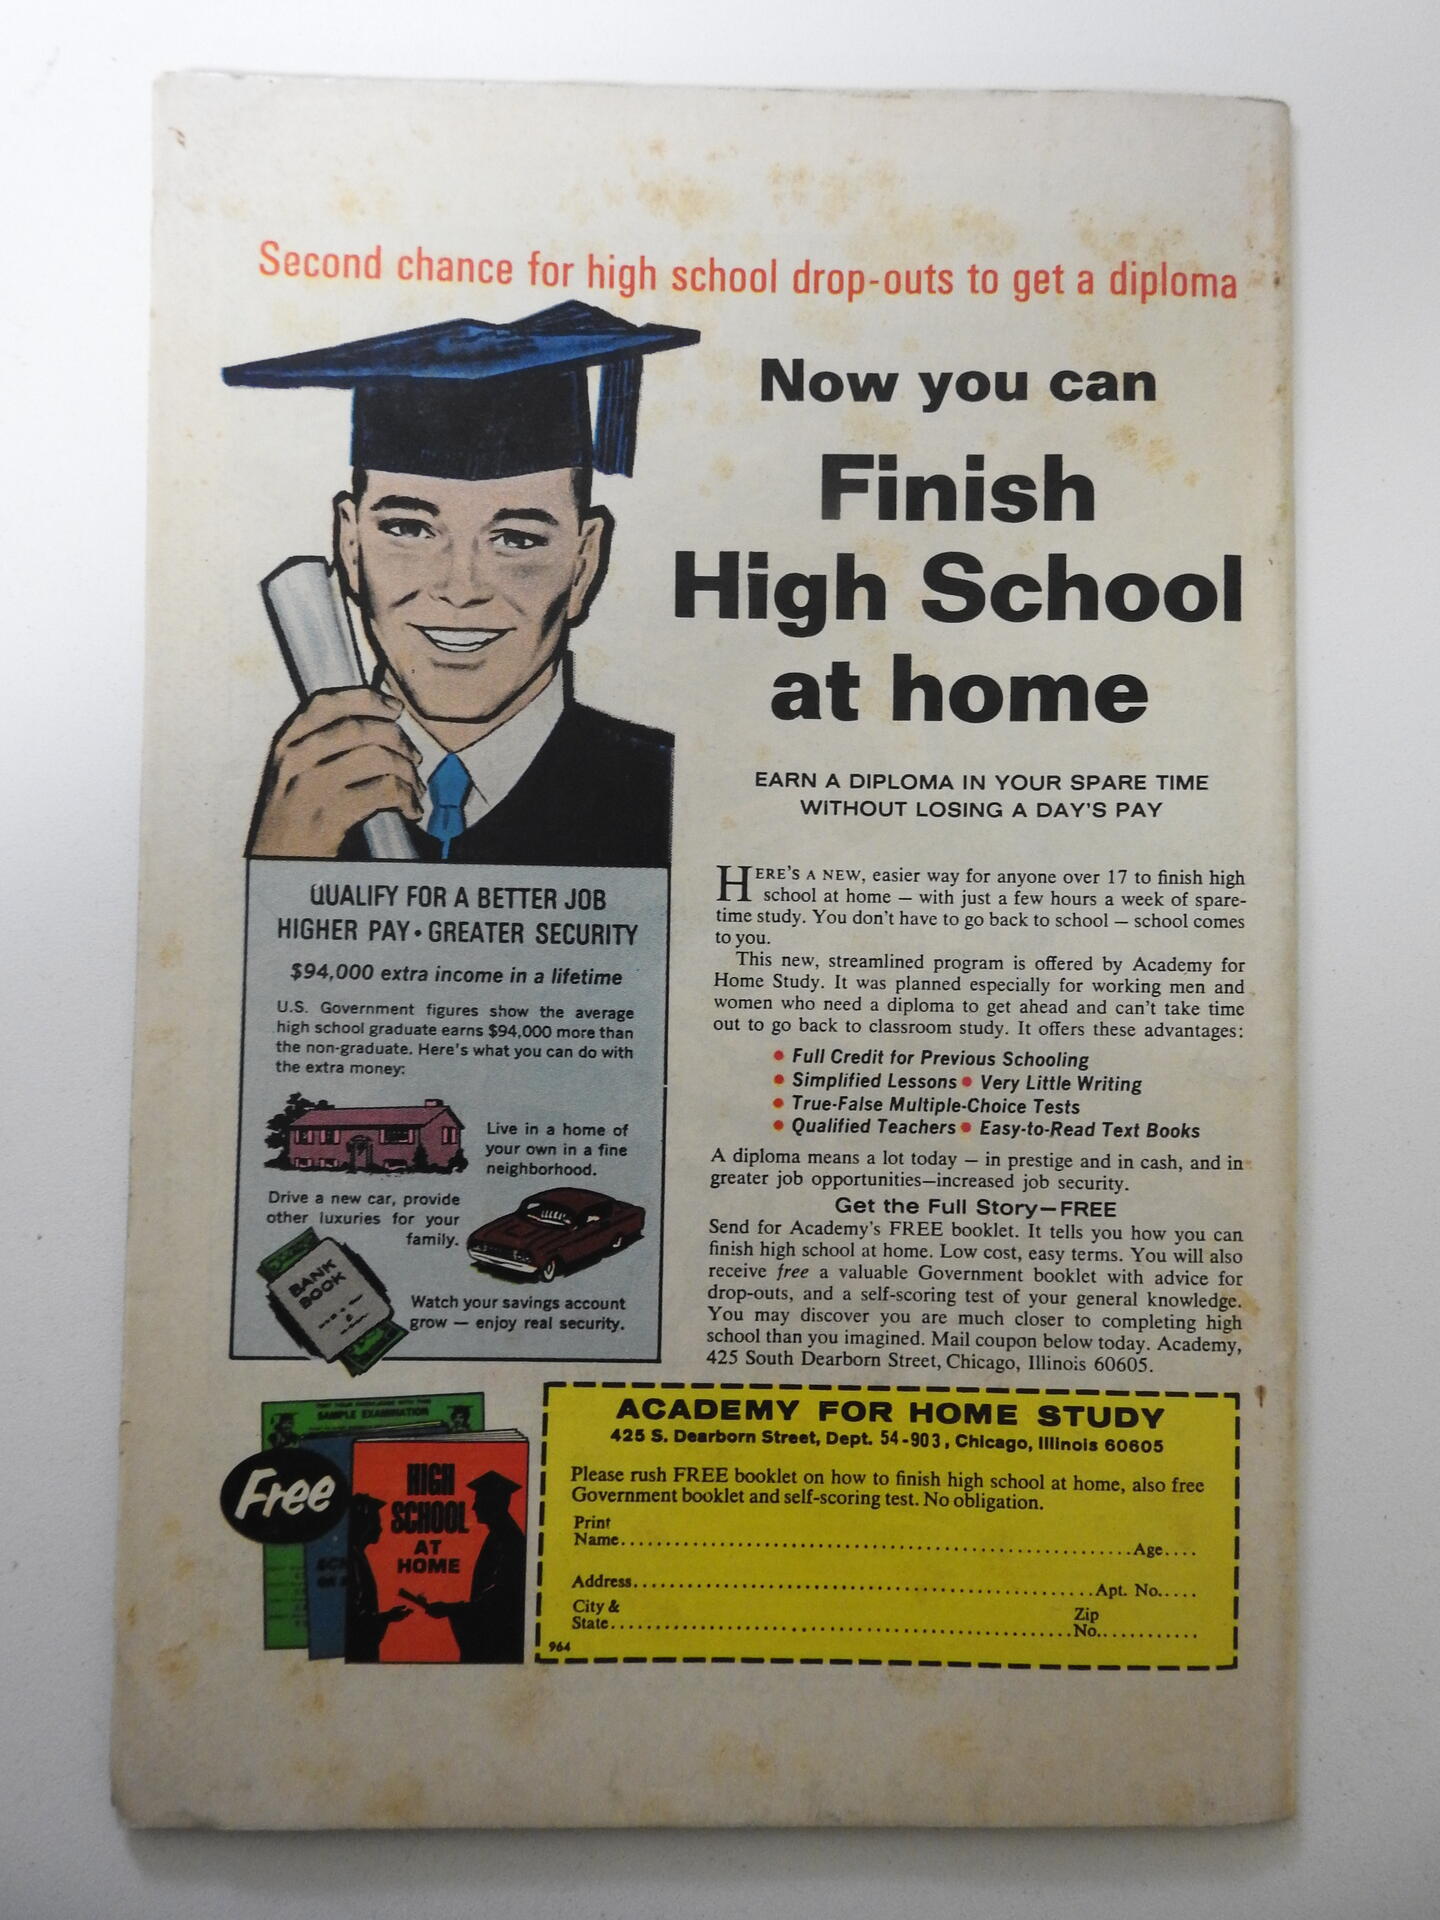 Second chance for high school drop-outs to get a diploma
Now you can
Finish
High School
at home
EARN A DIPLOMA IN YOUR SPARE TIME
WITHOUT LOSING A DAY'S PAY
HERE'S A NEW, easier way for anyone over 17 to finish high
school at home — with just a few hours a week of spare-
time study. You don't have to go back to school — school comes
to you.
This new, streamlined program is offered by Academy for
Home Study. It was planned especially for working men and
women who need a diploma to get ahead and can't take time
out to go back to classroom study. It offers these advantages:
• Full Credit for Previous Schooling
• Simplified Lessons • Very Little Writing
• True-False Multiple-Choice Tests
• Qualified Teachers • Easy-to-Read Text Books
A diploma means a lot today — in prestige and in cash, and in
greater job opportunities—increased job security.
Get the Full Story—FREE
Send for Academy's FREE booklet. It tells you how you can
finish high school at home. Low cost, easy terms. You will also
receive free a valuable Government booklet with advice for
drop-outs, and a self-scoring test of your general knowledge.
You may discover you are much closer to completing high
school than you imagined. Mail coupon below today. Academy,
425 South Dearborn Street, Chicago, Illinois 60605.
QUALIFY FOR A BETTER JOB
HIGHER PAY • GREATER SECURITY
$94,000 extra income in a lifetime
U.S. Government figures show the average
high school graduate earns $94,000 more than
the non-graduate. Here's what you can do with
the extra money:
Live in a home of
your own in a fine
neighborhood.
Drive a new car, provide
other luxuries for your
family.
BANK
BOOK
Watch your savings account
grow — enjoy real security.
SAMPLE EXAMINATION
Free
HIGH
SCHOOL
AT
HOME
ACADEMY FOR HOME STUDY
425 S. Dearborn Street, Dept. 54-903, Chicago, Illinois 60605
Please rush FREE booklet on how to finish high school at home, also free
Government booklet and self-scoring test. No obligation.
Print
Name..........Age....
Address..........Apt. No.....
City & Zip
State..........No..........
964